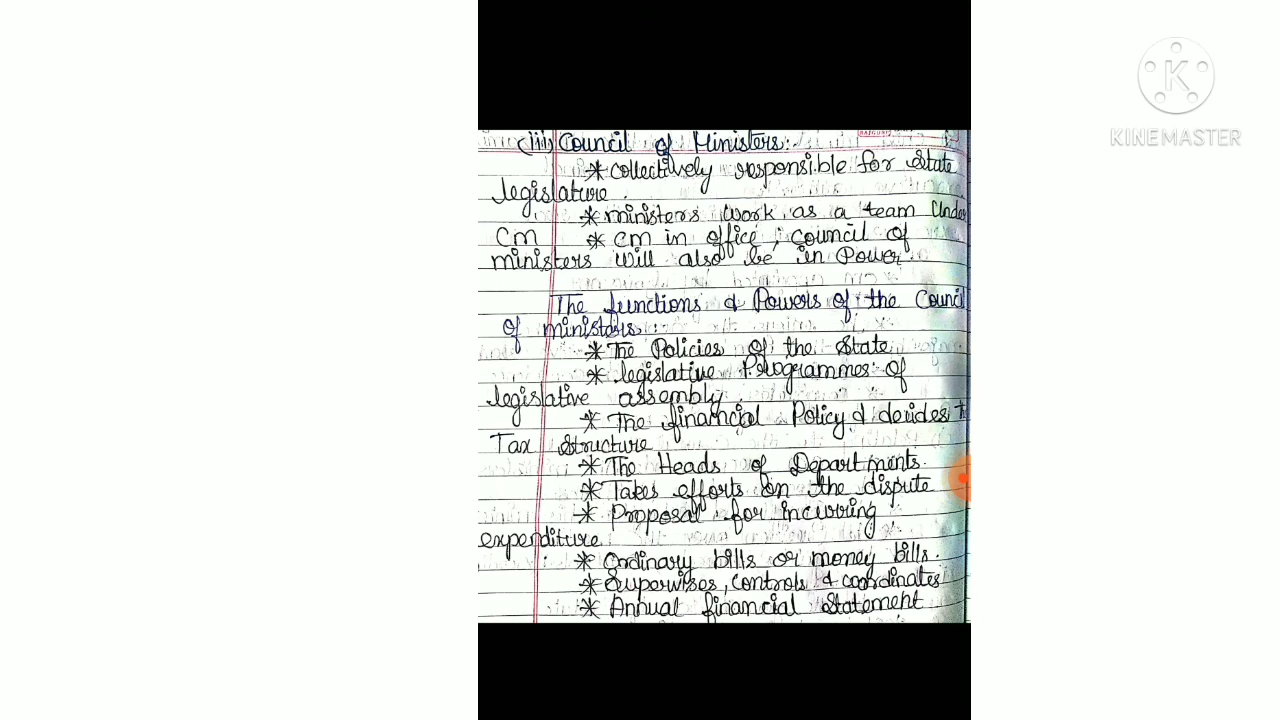 (iii) Council of Ministers:
* collectively responsible for State
legislature.
* ministers work as a team Under
CM * CM in office, council of
ministers will also be in Power.
The functions & Powers of the Council
of ministers:
* The Policies of the State
* legislative Programmes of
legislative assembly.
* The financial Policy & decides
Tax Structure
* The Heads of Departments.
* Takes efforts on the dispute
* Proposal for incurring
expenditure
* Ordinary bills or money bills.
* Supervises, controls & coordinates
* Annual financial Statement
KINEMASTER